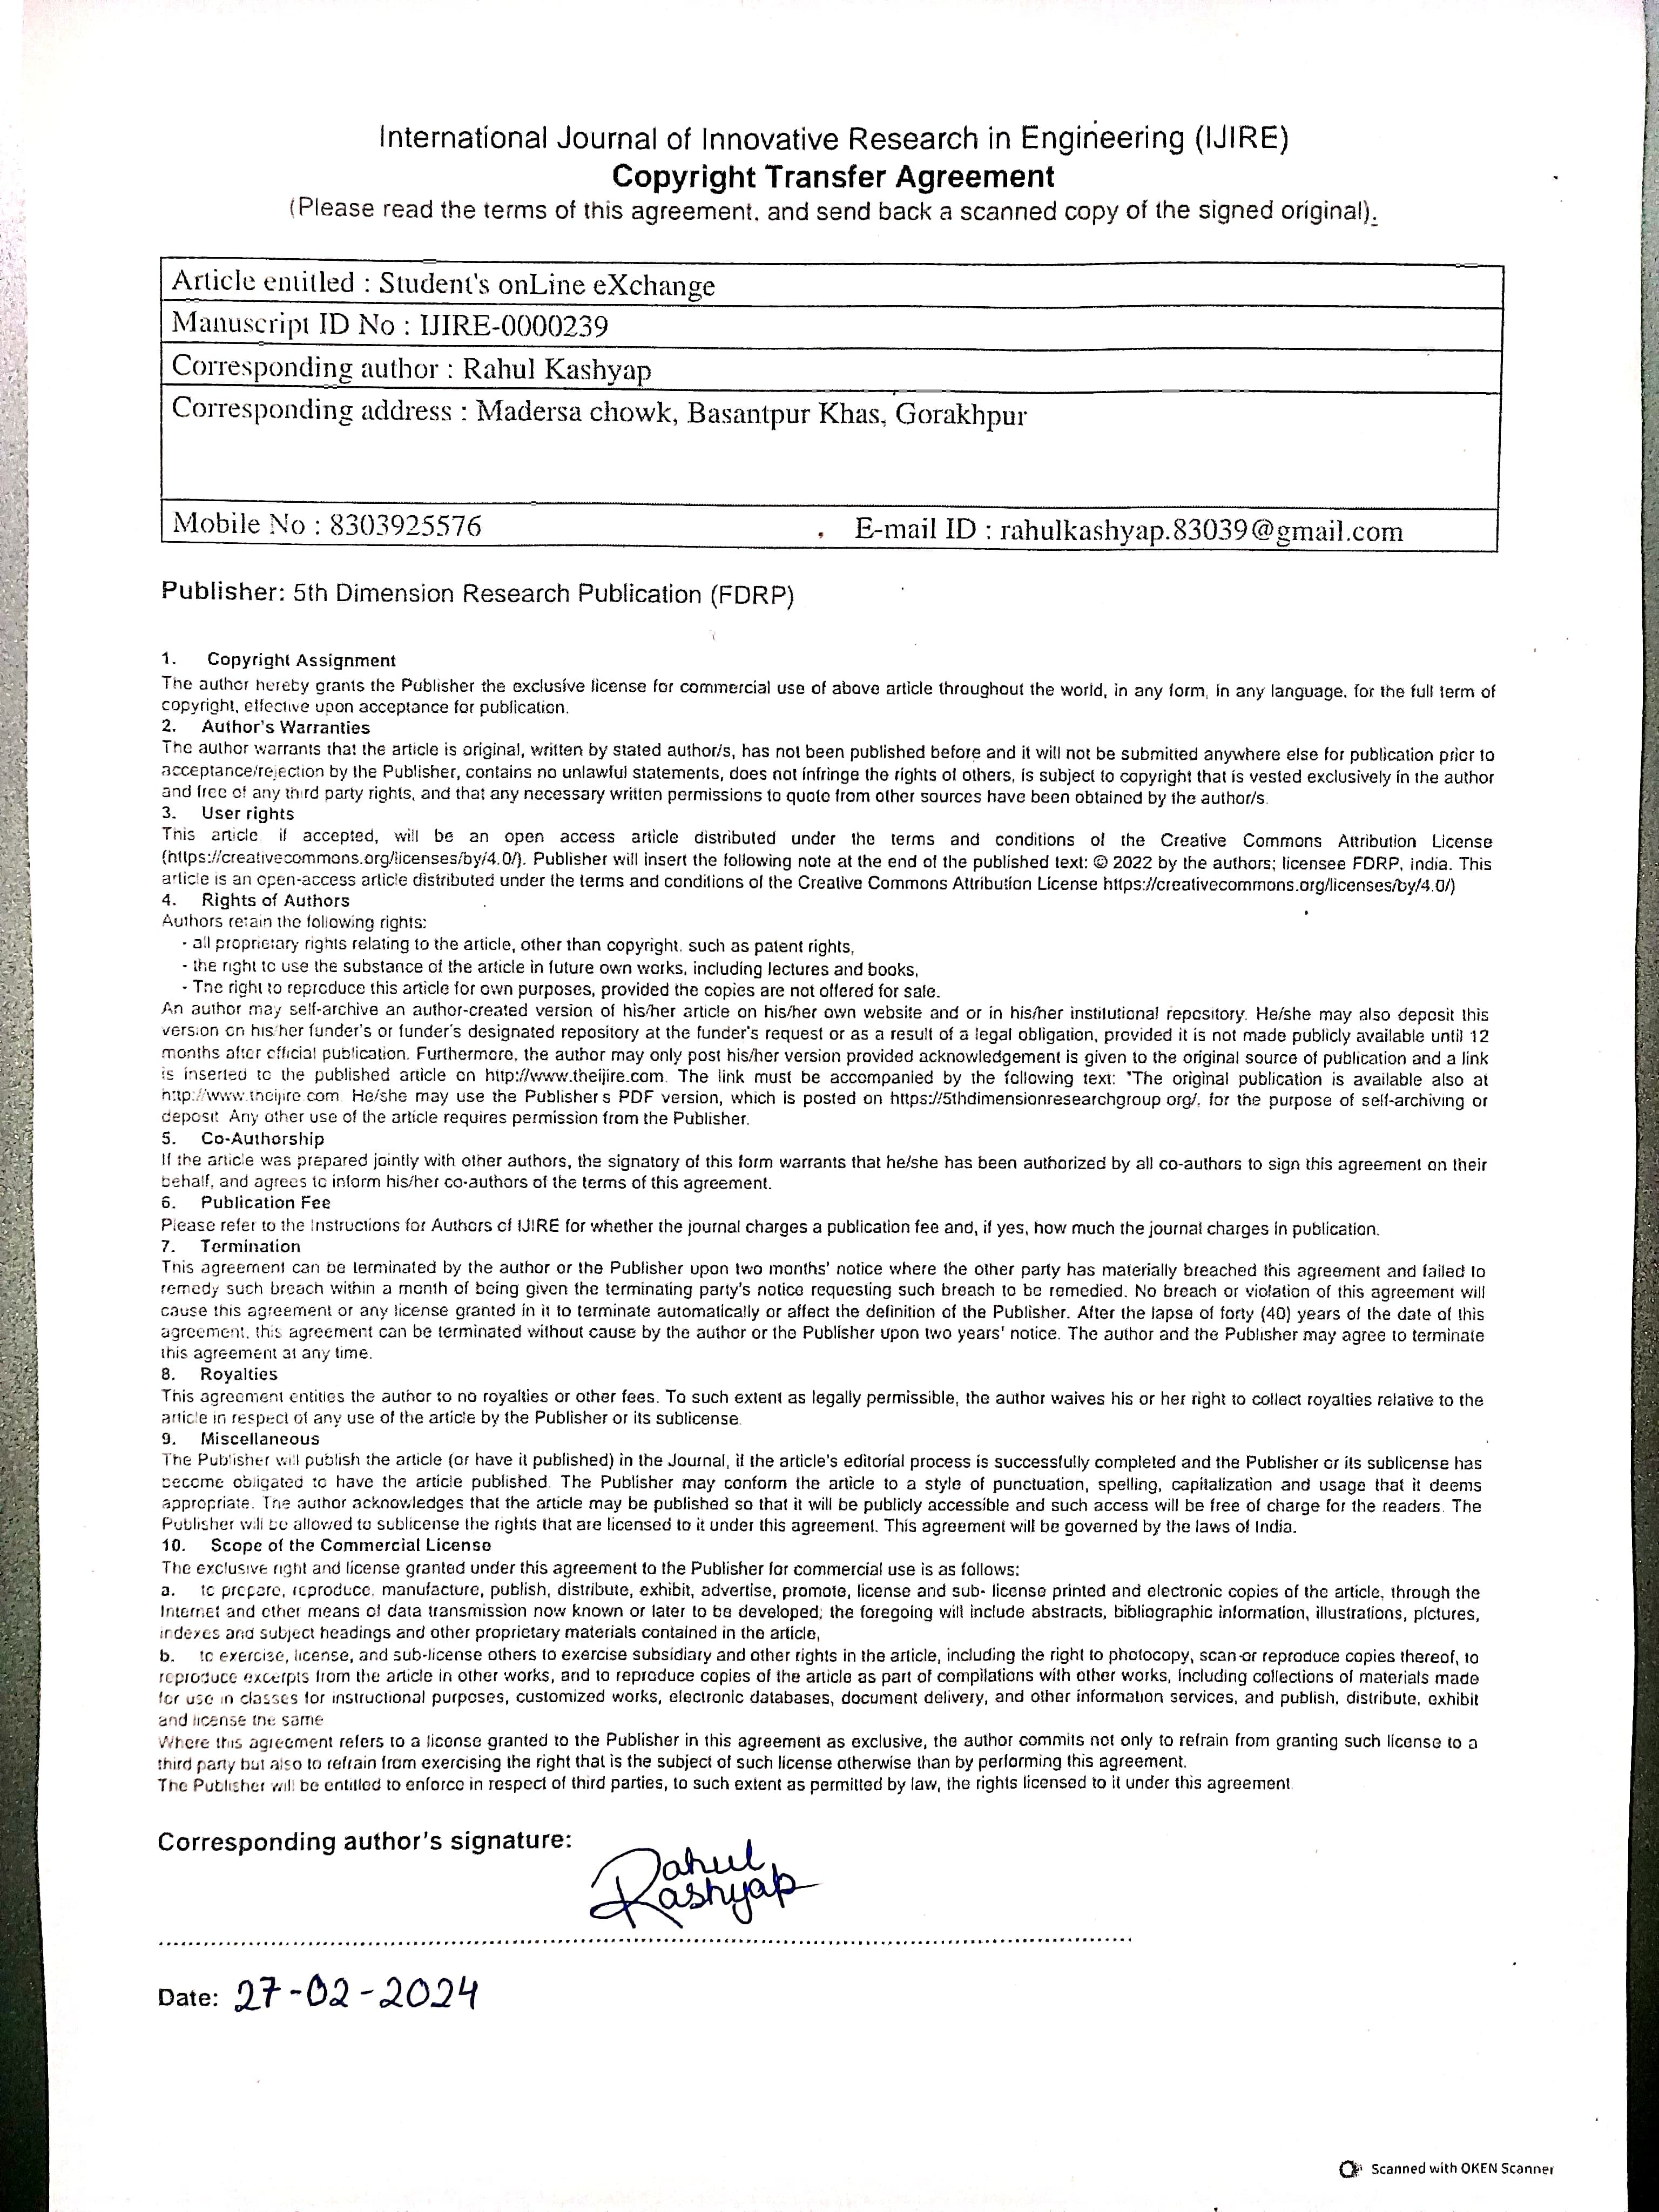 International Journal of Innovative Research in Engineering (IJIRE)
Copyright Transfer Agreement
(Please read the terms of this agreement. and send back a scanned copy of the signed original).
Article entitled : Student's onLine eXchange
Manuscript ID No : IJIRE-0000239
Corresponding author : Rahul Kashyap
Corresponding address : Madersa chowk, Basantpur Khas, Gorakhpur
Mobile No : 8303925576 E-mail ID : rahulkashyap.83039@gmail.com
Publisher: 5th Dimension Research Publication (FDRP)
1. Copyright Assignment
The author hereby grants the Publisher the exclusive license for commercial use of above article throughout the world, in any form, in any language, for the full term of
copyright, effective upon acceptance for publication.
2. Author's Warranties
The author warrants that the article is original, written by stated author/s, has not been published before and it will not be submitted anywhere else for publication prior to
acceptance/rejection by the Publisher, contains no unlawful statements, does not infringe the rights of others, is subject to copyright that is vested exclusively in the author
and free of any third party rights, and that any necessary written permissions to quote from other sources have been obtained by the author/s.
3. User rights
This article if accepted, will be an open access article distributed under the terms and conditions of the Creative Commons Attribution License
(https://creativecommons.org/licenses/by/4.0/). Publisher will insert the following note at the end of the published text: © 2022 by the authors; licensee FDRP, India. This
article is an open-access article distributed under the terms and conditions of the Creative Commons Attribution License https://creativecommons.org/licenses/by/4.0/)
4. Rights of Authors
Authors retain the following rights:
- all proprietary rights relating to the article, other than copyright, such as patent rights,
- the right to use the substance of the article in future own works, including lectures and books,
- The right to reproduce this article for own purposes, provided the copies are not offered for sale.
An author may self-archive an author-created version of his/her article on his/her own website and or in his/her institutional repository. He/she may also deposit this
version on his/her funder's or funder's designated repository at the funder's request or as a result of a legal obligation, provided it is not made publicly available until 12
months after official publication. Furthermore, the author may only post his/her version provided acknowledgement is given to the original source of publication and a link
is inserted to the published article on http://www.theijire.com. The link must be accompanied by the following text: "The original publication is available also at
http://www.theijire.com He/she may use the Publishers PDF version, which is posted on https://5thdimensionresearchgroup org/, for the purpose of self-archiving or
deposit. Any other use of the article requires permission from the Publisher.
5. Co-Authorship
If the article was prepared jointly with other authors, the signatory of this form warrants that he/she has been authorized by all co-authors to sign this agreement on their
behalf, and agrees to inform his/her co-authors of the terms of this agreement.
6. Publication Fee
Please refer to the Instructions for Authors of IJIRE for whether the journal charges a publication fee and, if yes, how much the journal charges in publication.
7. Termination
This agreement can be terminated by the author or the Publisher upon two months' notice where the other party has materially breached this agreement and failed to
remedy such breach within a month of being given the terminating party's notice requesting such breach to be remedied. No breach or violation of this agreement will
cause this agreement or any license granted in it to terminate automatically or affect the definition of the Publisher. After the lapse of forty (40) years of the date of this
agreement, this agreement can be terminated without cause by the author or the Publisher upon two years' notice. The author and the Publisher may agree to terminate
this agreement at any time.
8. Royalties
This agreement entitles the author to no royalties or other fees. To such extent as legally permissible, the author waives his or her right to collect royalties relative to the
article in respect of any use of the article by the Publisher or its sublicense
9. Miscellaneous
The Publisher will publish the article (or have it published) in the Journal, if the article's editorial process is successfully completed and the Publisher or its sublicense has
become obligated to have the article published. The Publisher may conform the article to a style of punctuation, spelling, capitalization and usage that it deems
appropriate. The author acknowledges that the article may be published so that it will be publicly accessible and such access will be free of charge for the readers. The
Publisher will be allowed to sublicense the rights that are licensed to it under this agreement. This agreement will be governed by the laws of India.
10. Scope of the Commercial License
The exclusive right and license granted under this agreement to the Publisher for commercial use is as follows:
a. to prepare, reproduce, manufacture, publish, distribute, exhibit, advertise, promote, license and sub- license printed and electronic copies of the article, through the
Internet and other means of data transmission now known or later to be developed; the foregoing will include abstracts, bibliographic information, illustrations, pictures,
indexes and subject headings and other proprietary materials contained in the article,
b. to exercise, license, and sub-license others to exercise subsidiary and other rights in the article, including the right to photocopy, scan or reproduce copies thereof, to
reproduce excerpts from the article in other works, and to reproduce copies of the article as part of compilations with other works, including collections of materials made
for use in classes for instructional purposes, customized works, electronic databases, document delivery, and other information services, and publish, distribute, exhibit
and license the same
Where this agreement refers to a license granted to the Publisher in this agreement as exclusive, the author commits not only to refrain from granting such license to a
third party but also to refrain from exercising the right that is the subject of such license otherwise than by performing this agreement.
The Publisher will be entitled to enforce in respect of third parties, to such extent as permitted by law, the rights licensed to it under this agreement.
Corresponding author's signature:
Rahul
Kashyap
Date: 27-02-2024
Scanned with OKEN Scanner